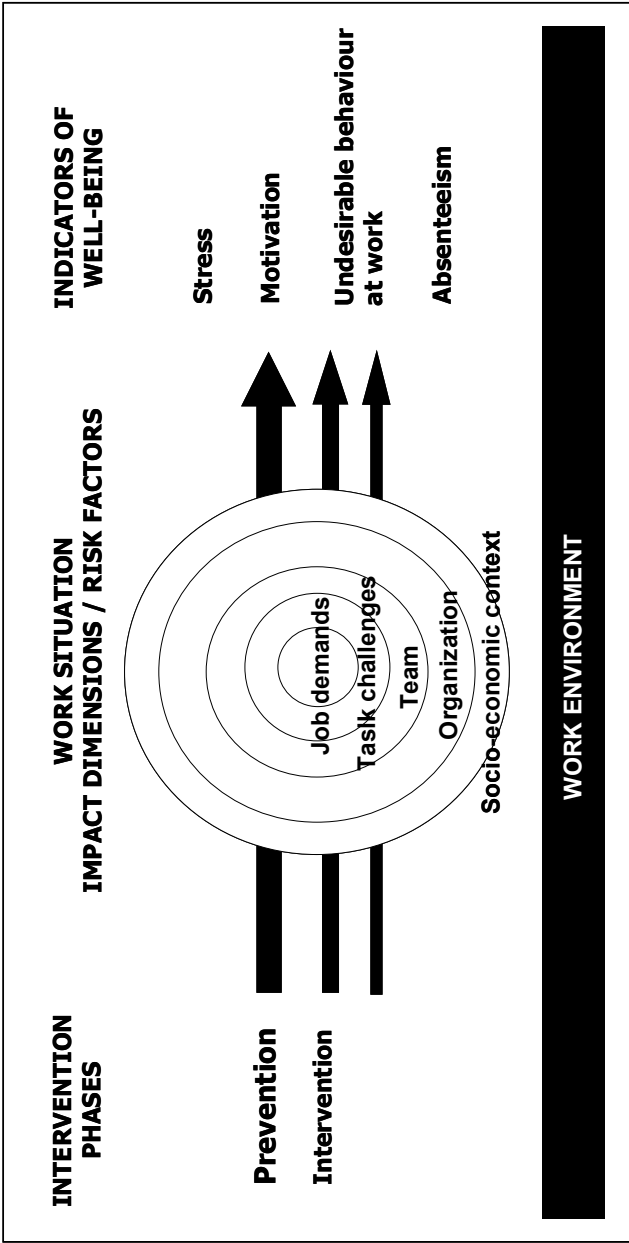 INTERVENTION
PHASES
Prevention
Intervention
WORK SITUATION
IMPACT DIMENSIONS / RISK FACTORS
Job demands
Taslk challenges
Team
Organization
Socio-economic context
INDICATORS OF
WELL-BEING
Stress
Motivation
Undesirable behaviour
at work
Absenteeism
WORK ENVIRONMENT